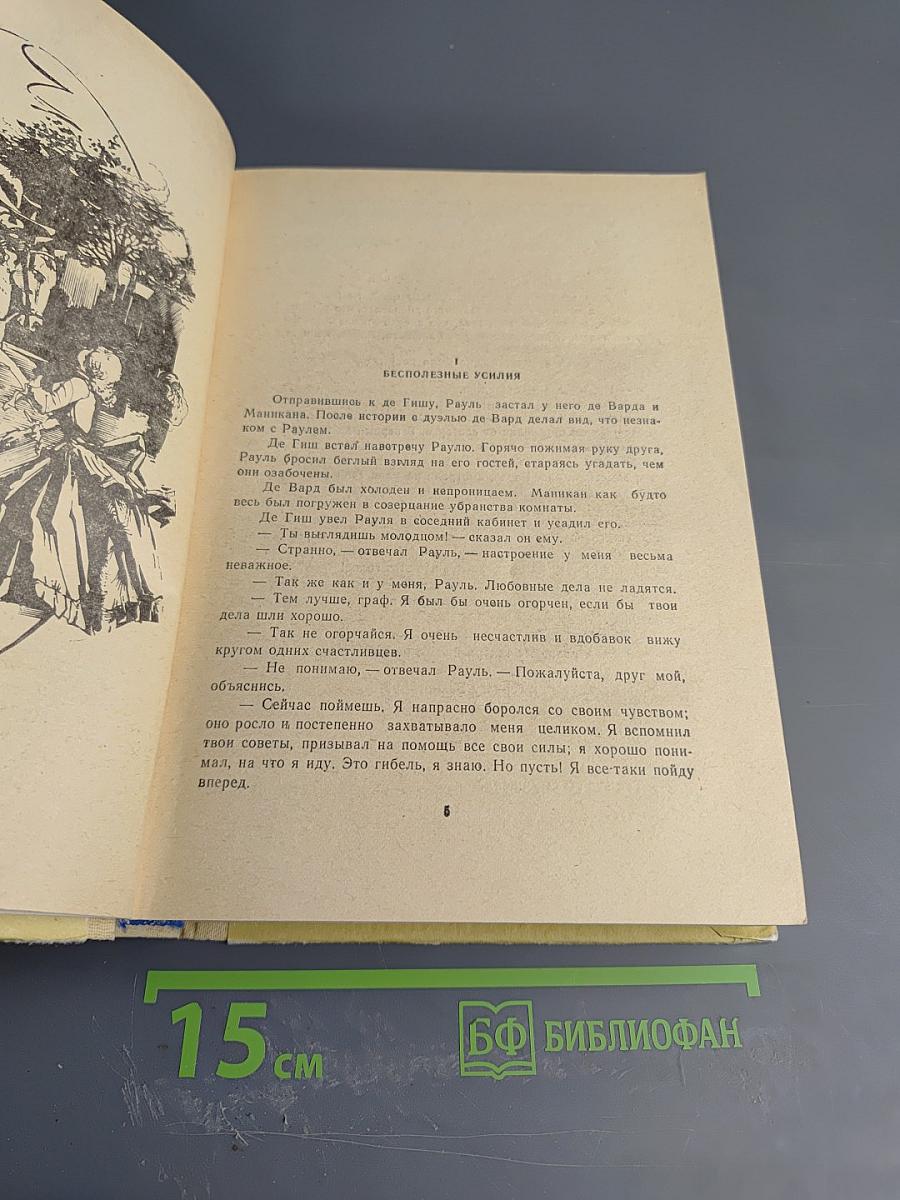 I
БЕСПОЛЕЗНЫЕ УСИЛИЯ
Отправившись к де Гишу, Рауль застал у него де Варда и
Маникана. После истории с дуэлью де Вард делал вид, что незна-
ком с Раулем.
Де Гиш встал навстречу Раулю. Горячо пожимая руку друга,
Рауль бросил беглый взгляд на его гостей, стараясь угадать, чем
они озабочены.
Де Вард был холоден и непроницаем. Маникан как будто
весь был погружен в созерцание убранства комнаты.
Де Гиш увел Рауля в соседний кабинет и усадил его.
— Ты выглядишь молодцом! — сказал он ему.
— Странно, — отвечал Рауль, — настроение у меня весьма
неважное.
— Так же как и у меня, Рауль. Любовные дела не ладятся.
— Тем лучше, граф. Я был бы очень огорчен, если бы твои
дела шли хорошо.
— Так не огорчайся. Я очень несчастлив и вдобавок вижу
кругом одних счастливцев.
— Не понимаю, — отвечал Рауль. — Пожалуйста, друг мой,
объяснись.
— Сейчас поймешь. Я напрасно боролся со своим чувством;
оно росло и постепенно захватывало меня целиком. Я вспомнил
твои советы, призывал на помощь все свои силы; я хорошо пони-
мал, на что я иду. Это гибель, я знаю. Но пусть! Я все-таки пойду
вперед.
5
15 см
БФ БИБЛИОФАН